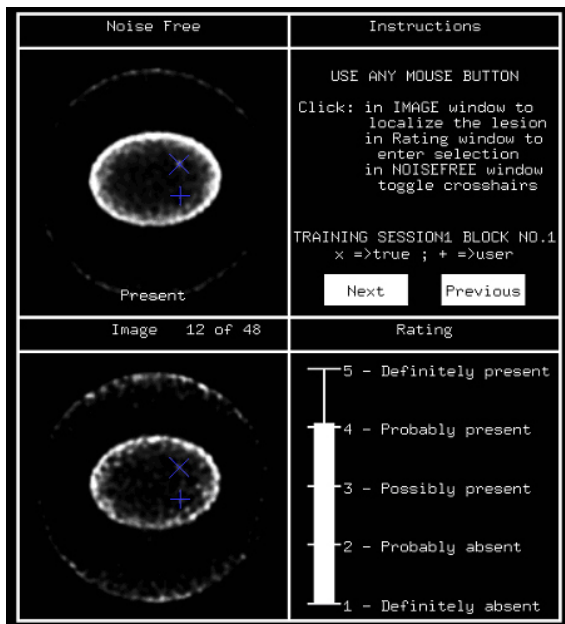 Noise Free
Instructions
USE ANY MOUSE BUTTON
Click: in IMAGE window to
localize the lesion
in Rating window to
enter selection
in NOISEFREE window
toggle crosshairs
TRAINING SESSION1 BLOCK NO.1
x =>true ; + =>user
Next
Previous
Present
Image 12 of 48
Rating
5 - Definitely present
4 - Probably present
3 - Possibly present
2 - Probably absent
1 - Definitely absent